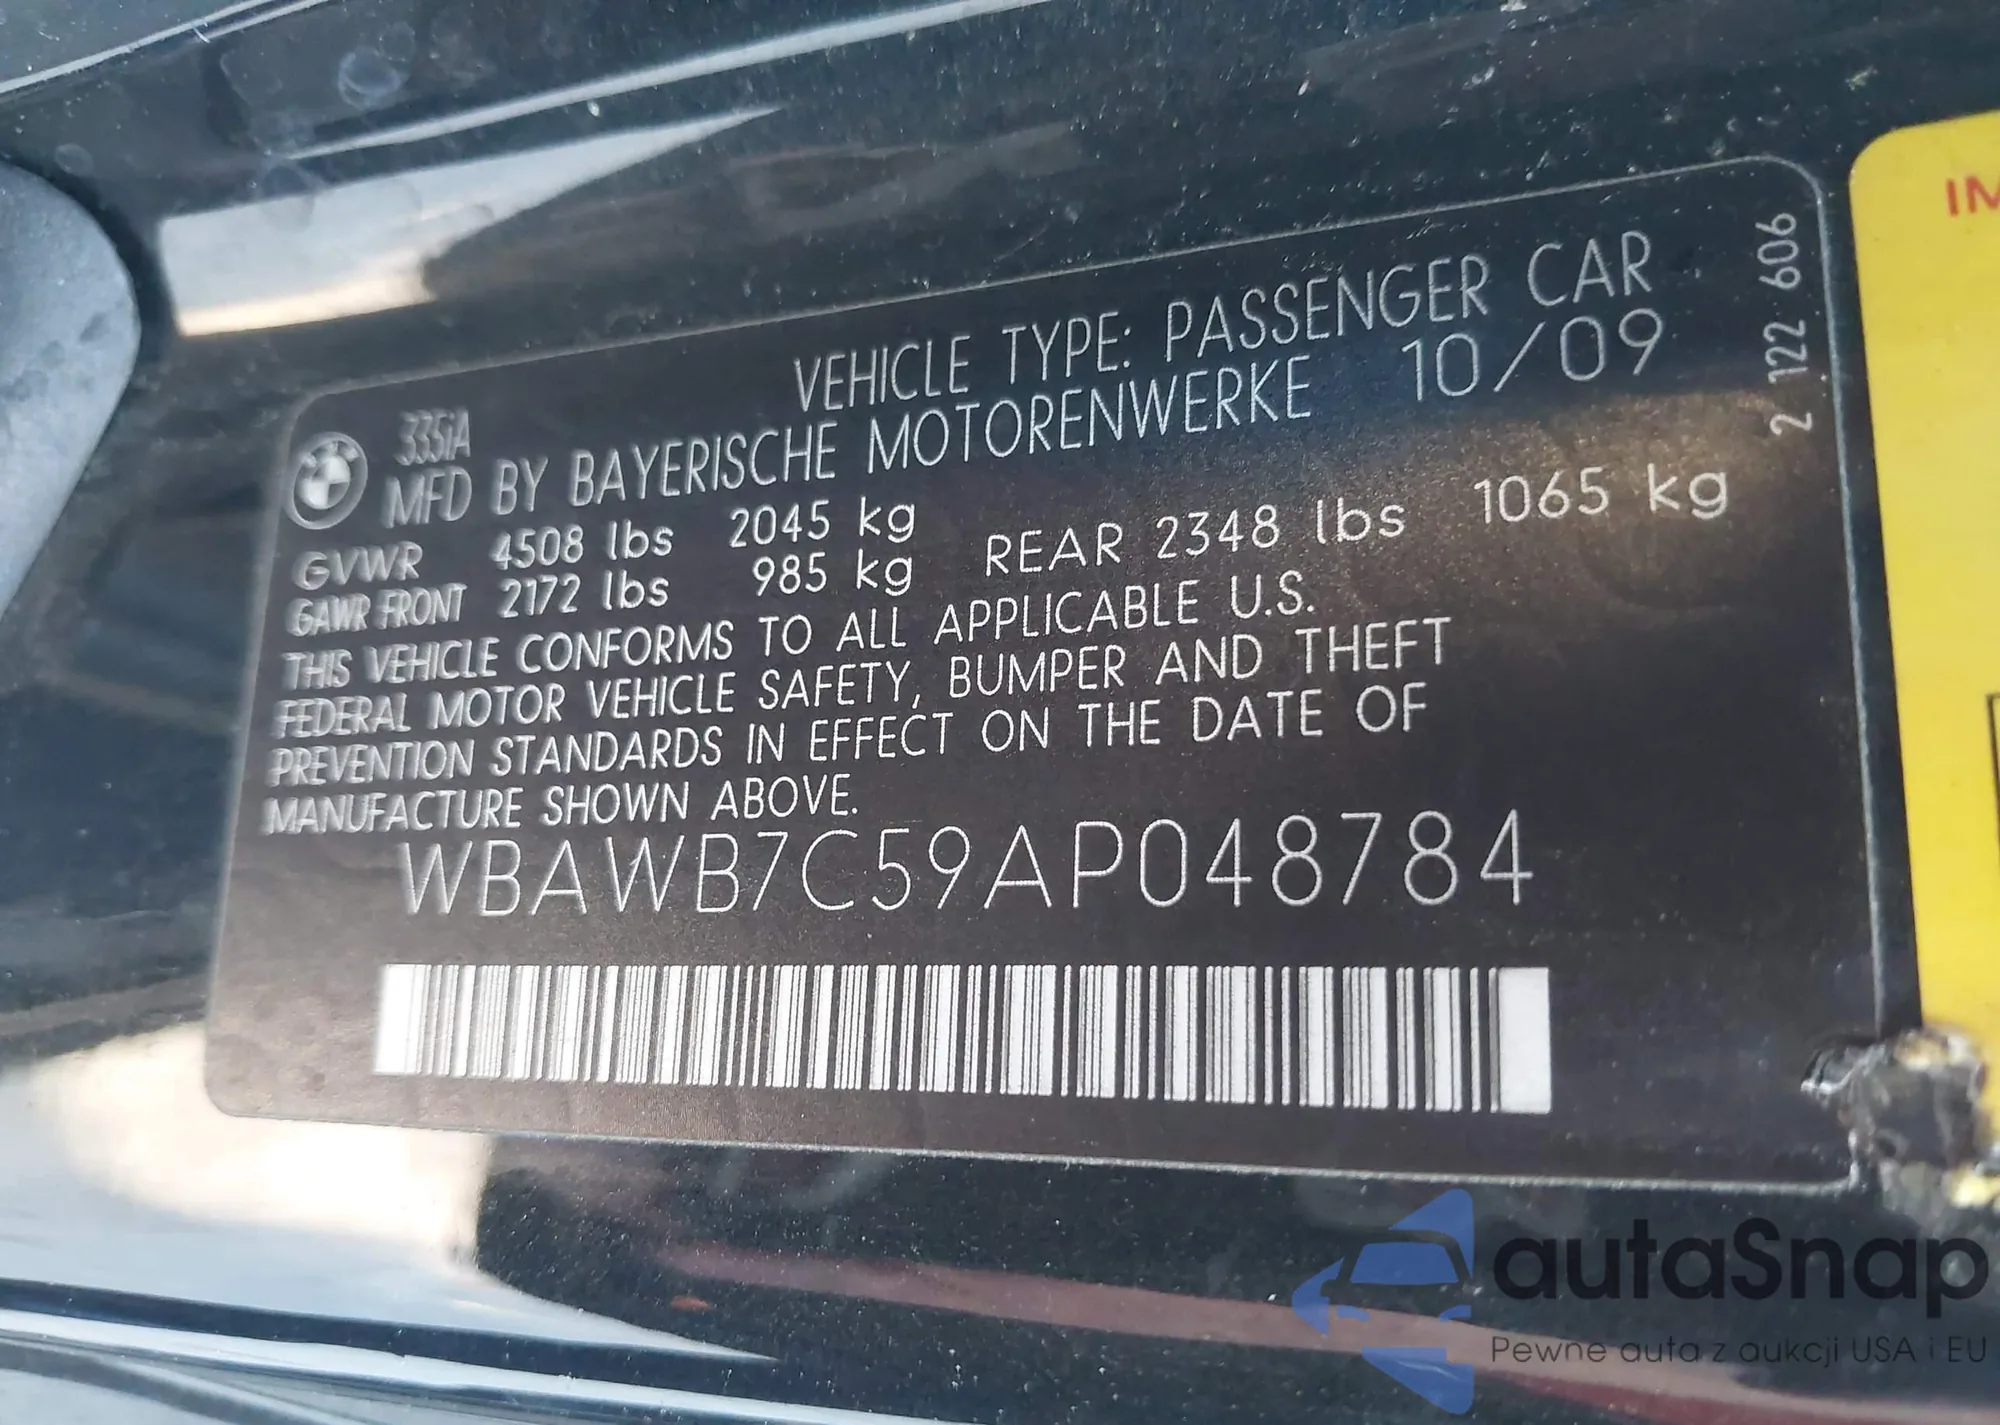 335iA
VEHICLE TYPE: PASSENGER CAR
MFD BY BAYERISCHE MOTORENWERKE 10/09
GVWR 4508 lbs 2045 kg
GAWR FRONT 2172 lbs 985 kg REAR 2348 lbs 1065 kg
THIS VEHICLE CONFORMS TO ALL APPLICABLE U.S.
FEDERAL MOTOR VEHICLE SAFETY, BUMPER AND THEFT
PREVENTION STANDARDS IN EFFECT ON THE DATE OF
MANUFACTURE SHOWN ABOVE.
WBAWB7C59AP048784
2 122 606
autaSnap
Pewne auta z aukcji USA i EU